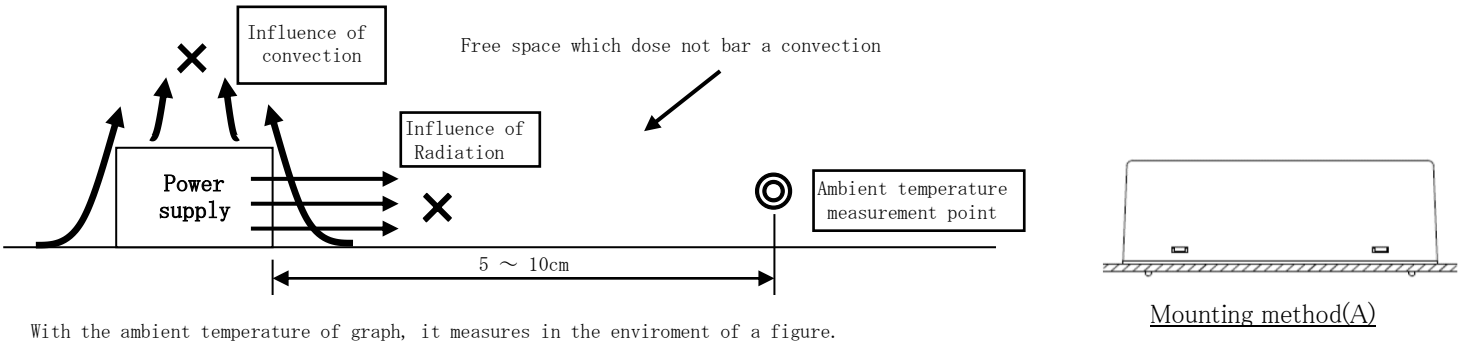 Influence of
convection
Free space which dose not bar a convection
Influence of
Radiation
Power
supply
Ambient temperature
measurement point
5 ～ 10cm
Mounting method(A)
With the ambient temperature of graph, it measures in the enviroment of a figure.